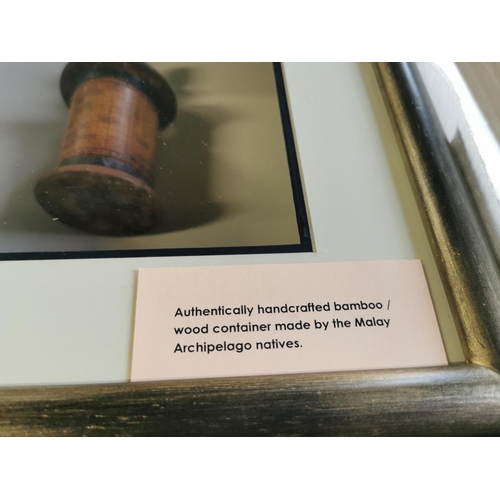 Authentically handcrafted bamboo /
wood container made by the Malay
Archipelago natives.